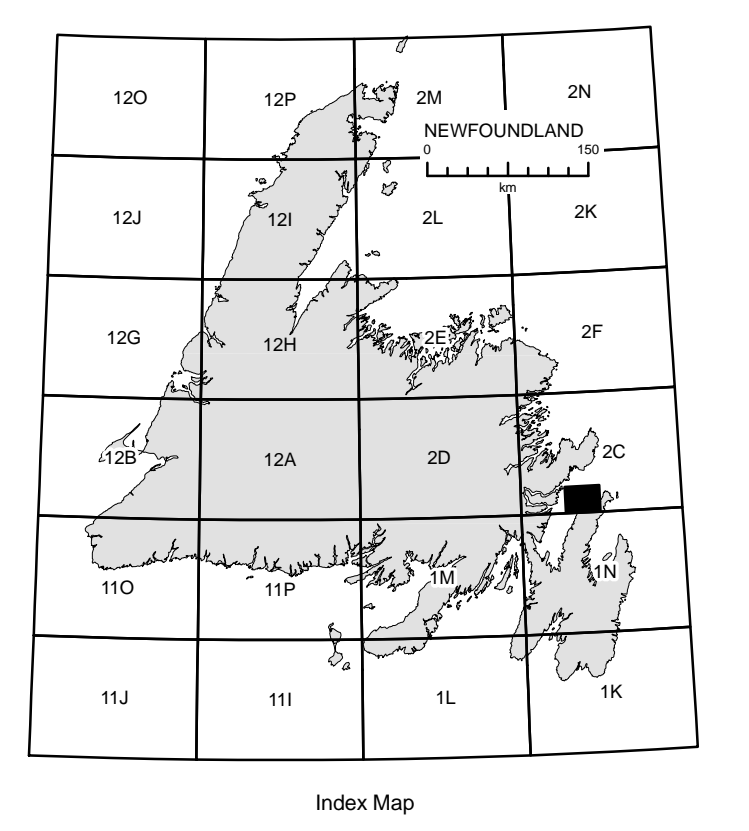 12O 12P 2M 2N
NEWFOUNDLAND
0 150
km
12J 12I 2L 2K
12G 12H 2E 2F
12B 12A 2D 2C
11O 11P 1M 1N
11J 11I 1L 1K
Index Map